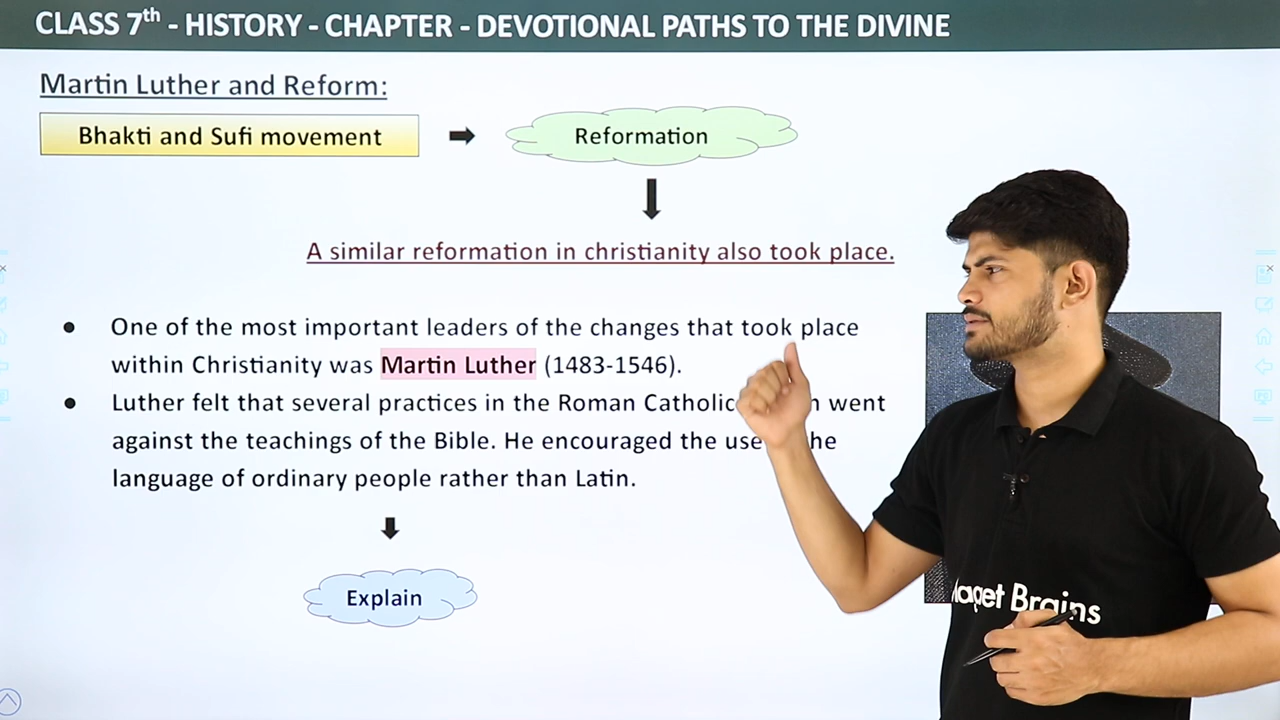 CLASS 7th - HISTORY - CHAPTER - DEVOTIONAL PATHS TO THE DIVINE
Martin Luther and Reform:
Bhakti and Sufi movement
Reformation
A similar reformation in christianity also took place.
● One of the most important leaders of the changes that took place
within Christianity was Martin Luther (1483-1546).
● Luther felt that several practices in the Roman Catholic went
against the teachings of the Bible. He encouraged the use
language of ordinary people rather than Latin.
Explain
Brains